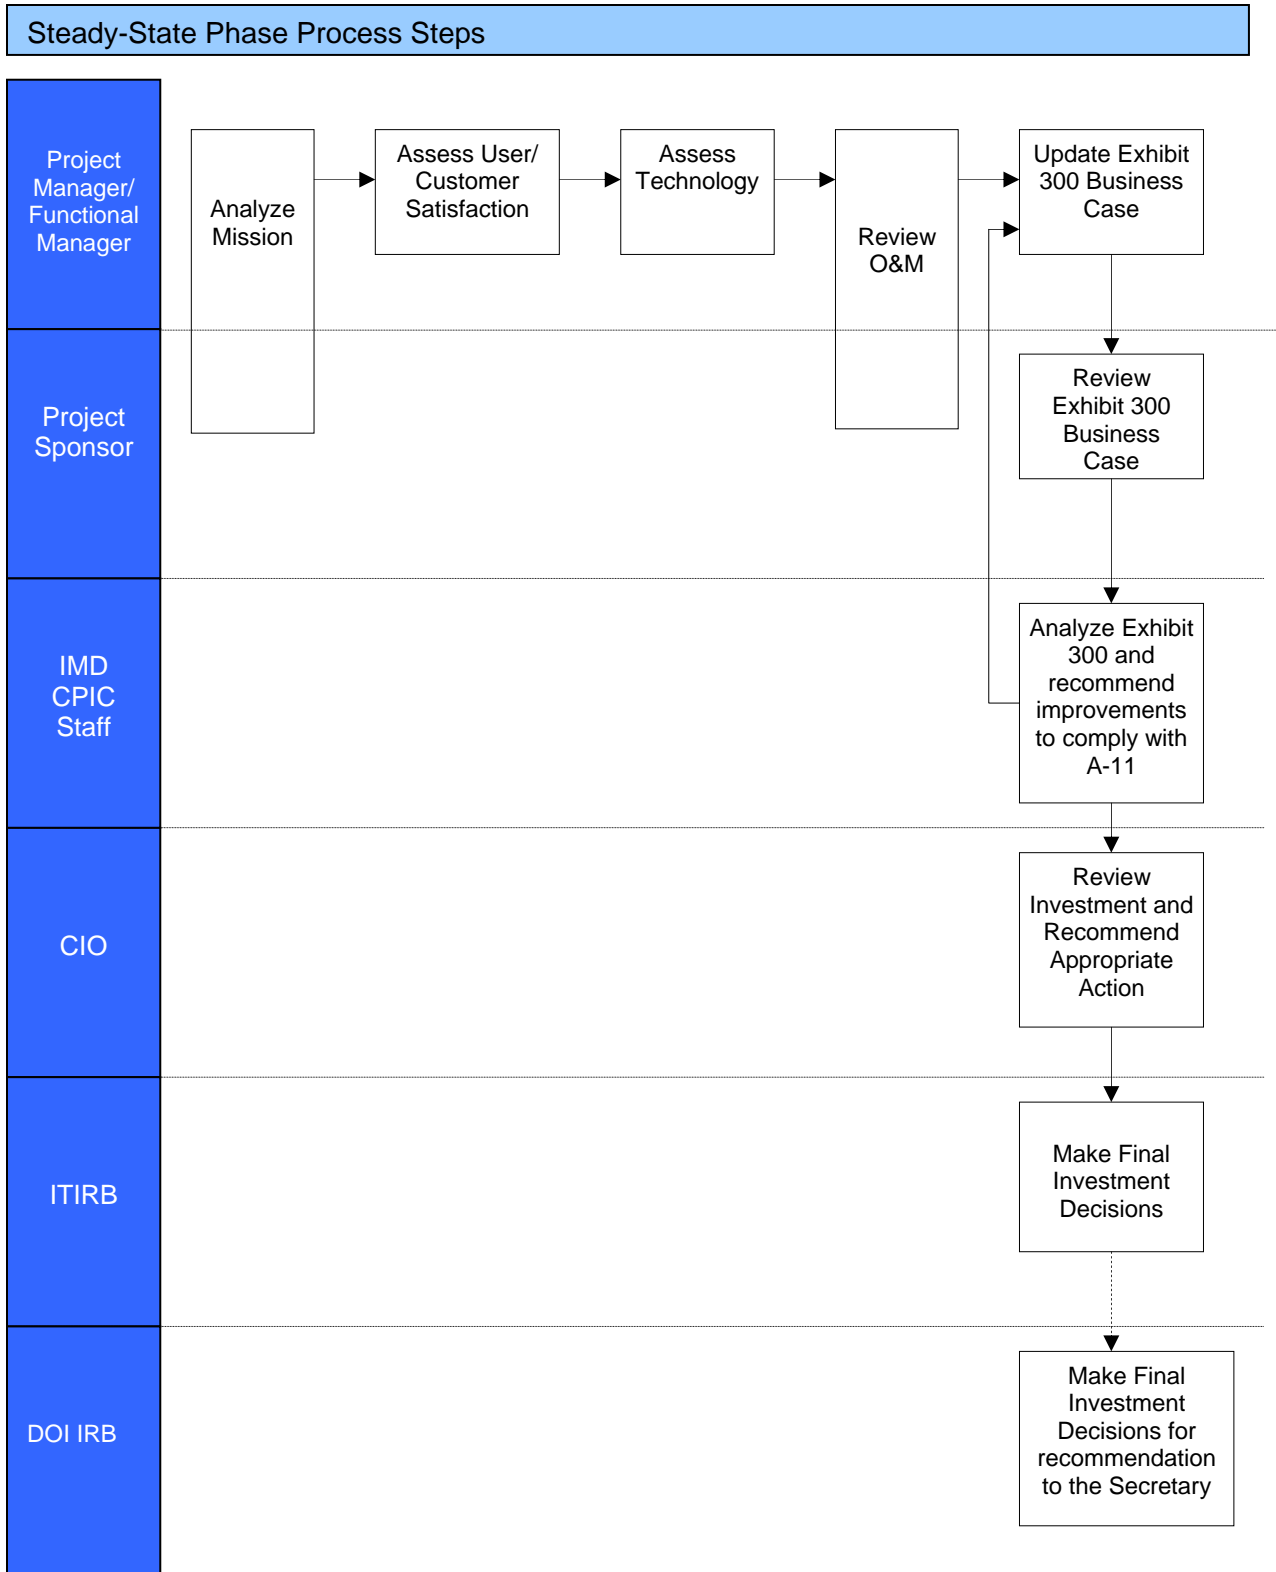 Steady-State Phase Process Steps
Project
Manager/
Functional
Manager
Analyze
Mission
Assess User/
Customer
Satisfaction
Assess
Technology
Review
O&M
Update Exhibit
300 Business
Case
Project
Sponsor
Review
Exhibit 300
Business
Case
IMD
CPIC
Staff
Analyze Exhibit
300 and
recommend
improvements
to comply with
A-11
CIO
Review
Investment and
Recommend
Appropriate
Action
ITIRB
Make Final
Investment
Decisions
DOI IRB
Make Final
Investment
Decisions for
recommendation
to the Secretary